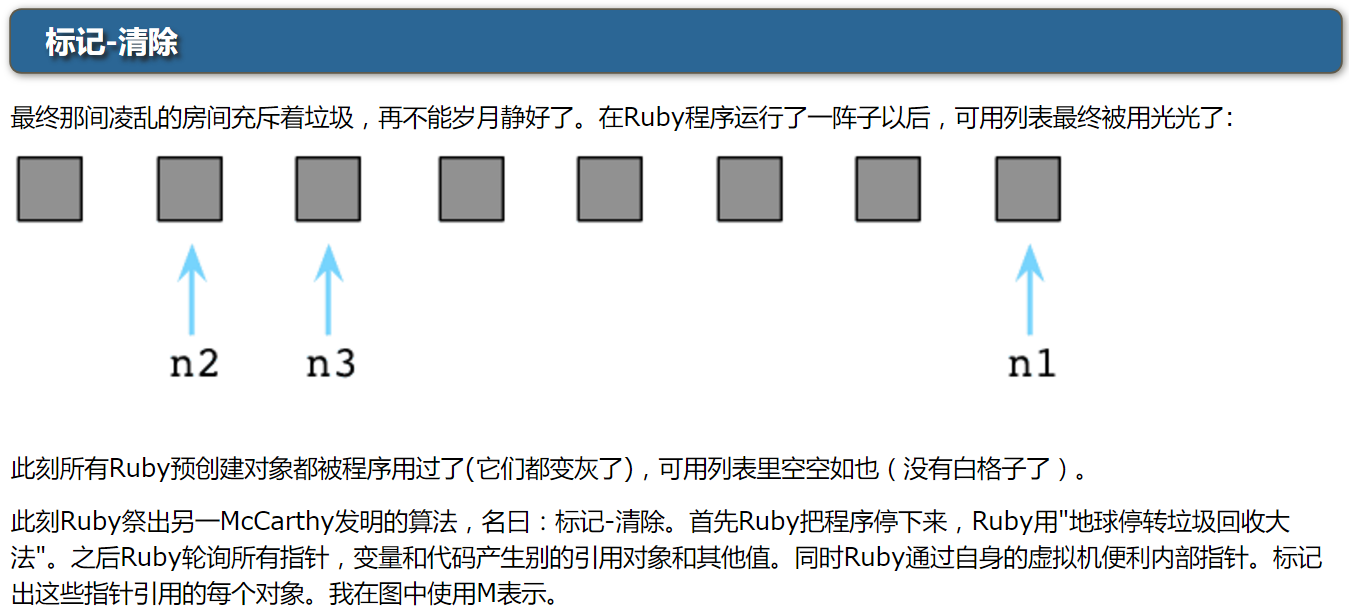 标记-清除
最终那间凌乱的房间充斥着垃圾，再不能岁月静好了。在Ruby程序运行了一阵子以后，可用列表最终被用光光了：
n2 n3 n1
此刻所有Ruby预创建对象都被程序用过了(它们都变灰了)，可用列表里空空如也（没有白格子了）。
此刻Ruby祭出另一McCarthy发明的算法，名曰：标记-清除。首先Ruby把程序停下来，Ruby用"地球停转垃圾回收大
法"。之后Ruby轮询所有指针，变量和代码产生别的引用对象和其他值。同时Ruby通过自身的虚拟机便利内部指针。标记
出这些指针引用的每个对象。我在图中使用M表示。